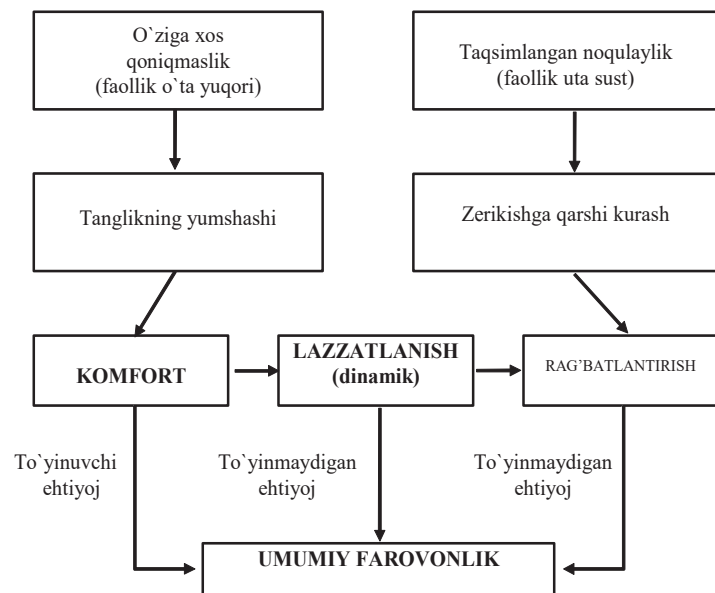 O`ziga xos
qoniqmaslik
(faollik o`ta yuqori)
Taqsimlangan noqulaylik
(faollik uta sust)
Tanglikning yumshashi
Zerikishga qarshi kurash
KOMFORT
LAZZATLANISH
(dinamik)
RAG’BATLANTIRISH
To`yinuvchi
ehtiyoj
To`yinmaydigan
ehtiyoj
To`yinmaydigan
ehtiyoj
UMUMIY FAROVONLIK